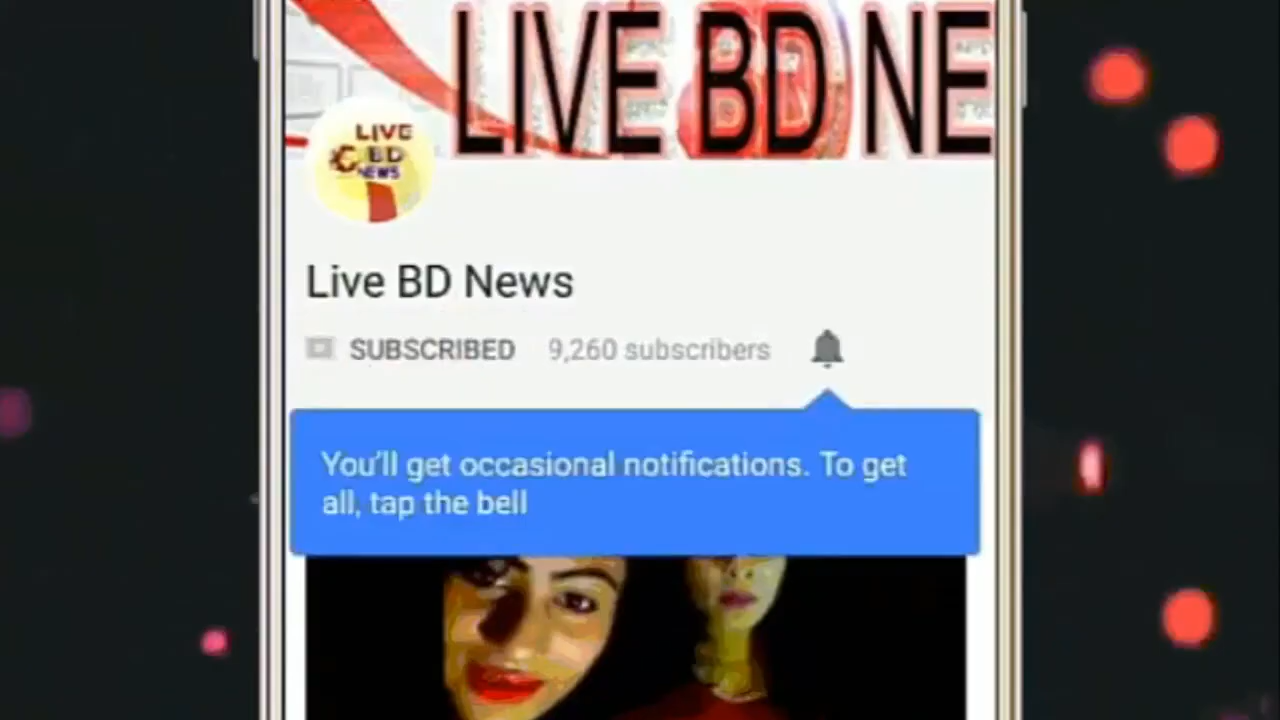 LIVE BD NE
LIVE
BD
NEWS
Live BD News
SUBSCRIBED 9,260 subscribers
You'll get occasional notifications. To get
all, tap the bell